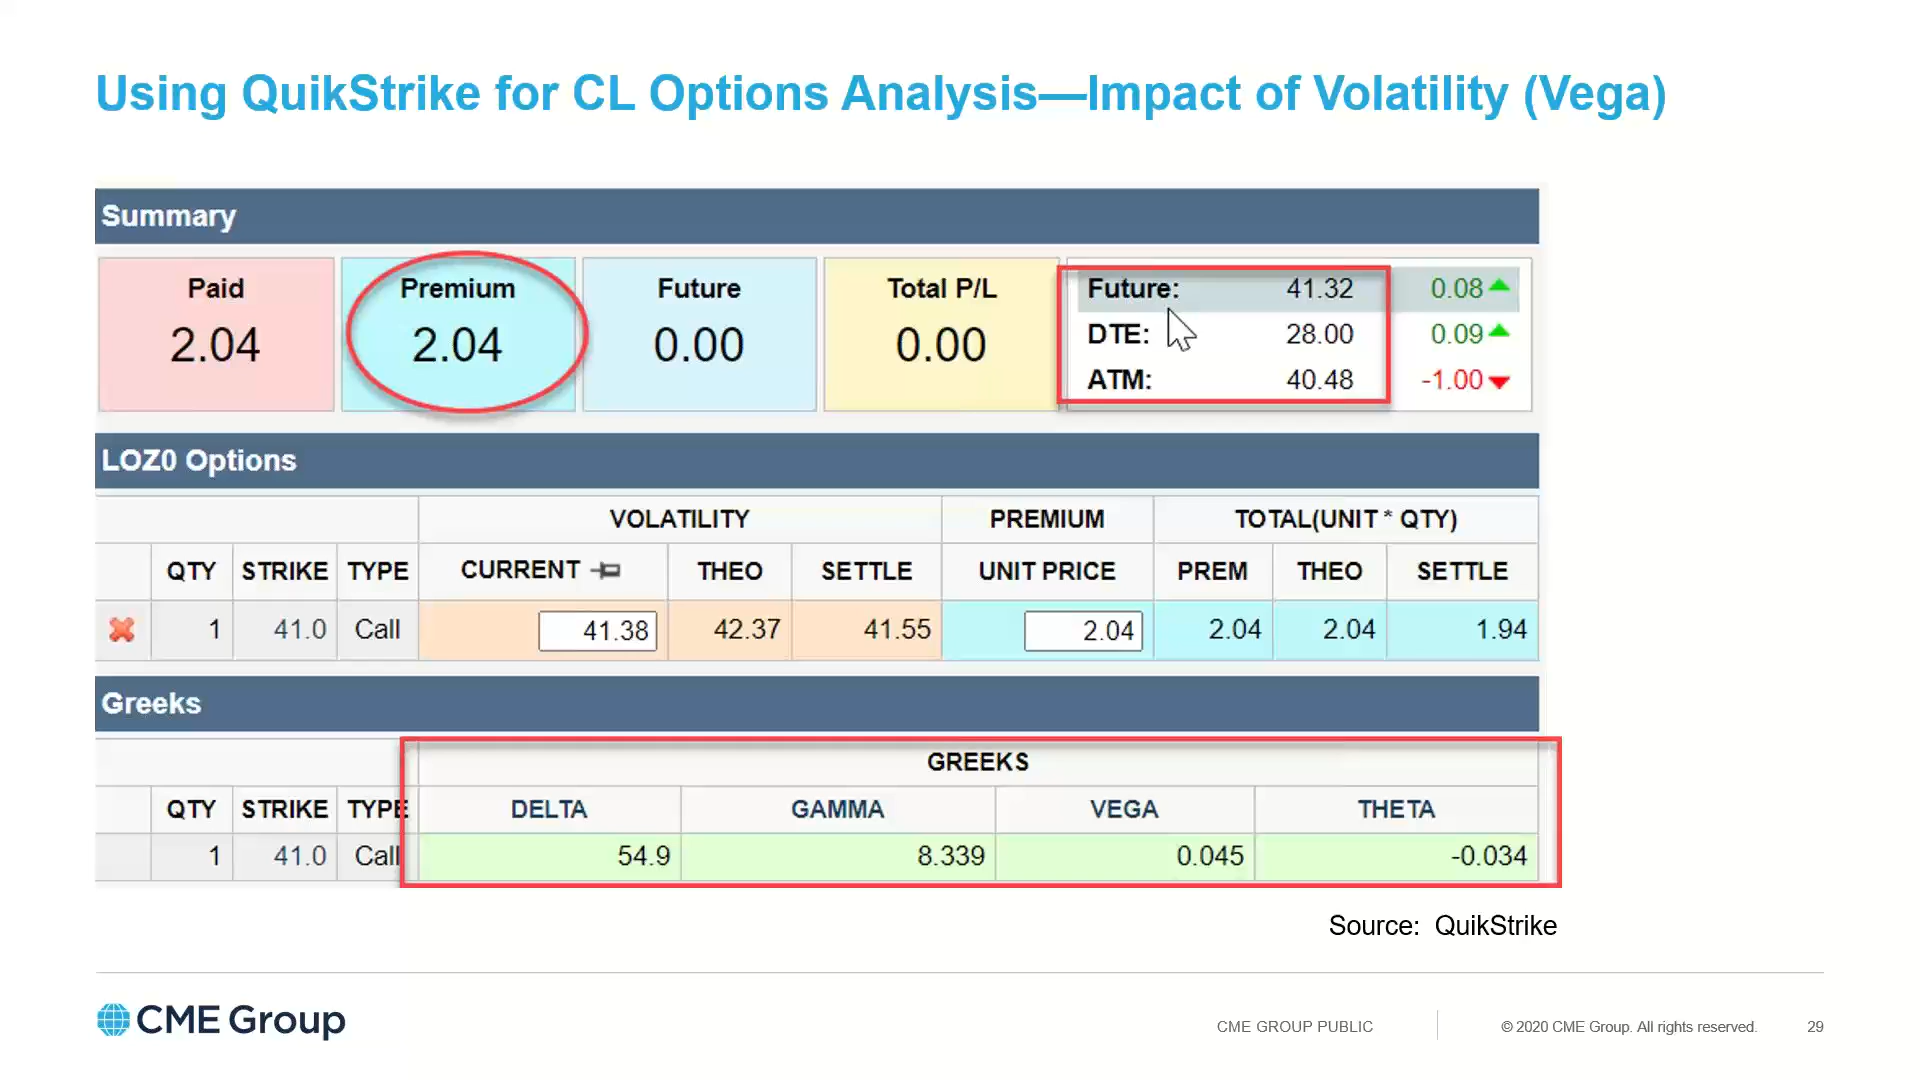 Using QuikStrike for CL Options Analysis—Impact of Volatility (Vega)
Summary
Paid Premium Future Total P/L Future: 41.32 0.08
2.04 2.04 0.00 0.00 DTE: 28.00 0.09
ATM: 40.48 -1.00
LOZ0 Options
VOLATILITY PREMIUM TOTAL(UNIT * QTY)
QTY STRIKE TYPE CURRENT THEO SETTLE UNIT PRICE PREM THEO SETTLE
1 41.0 Call 41.38 42.37 41.55 2.04 2.04 2.04 1.94
Greeks
GREEKS
QTY STRIKE TYPE DELTA GAMMA VEGA THETA
1 41.0 Call 54.9 8.339 0.045 -0.034
Source: QuikStrike
CME Group
CME GROUP PUBLIC © 2020 CME Group. All rights reserved. 29